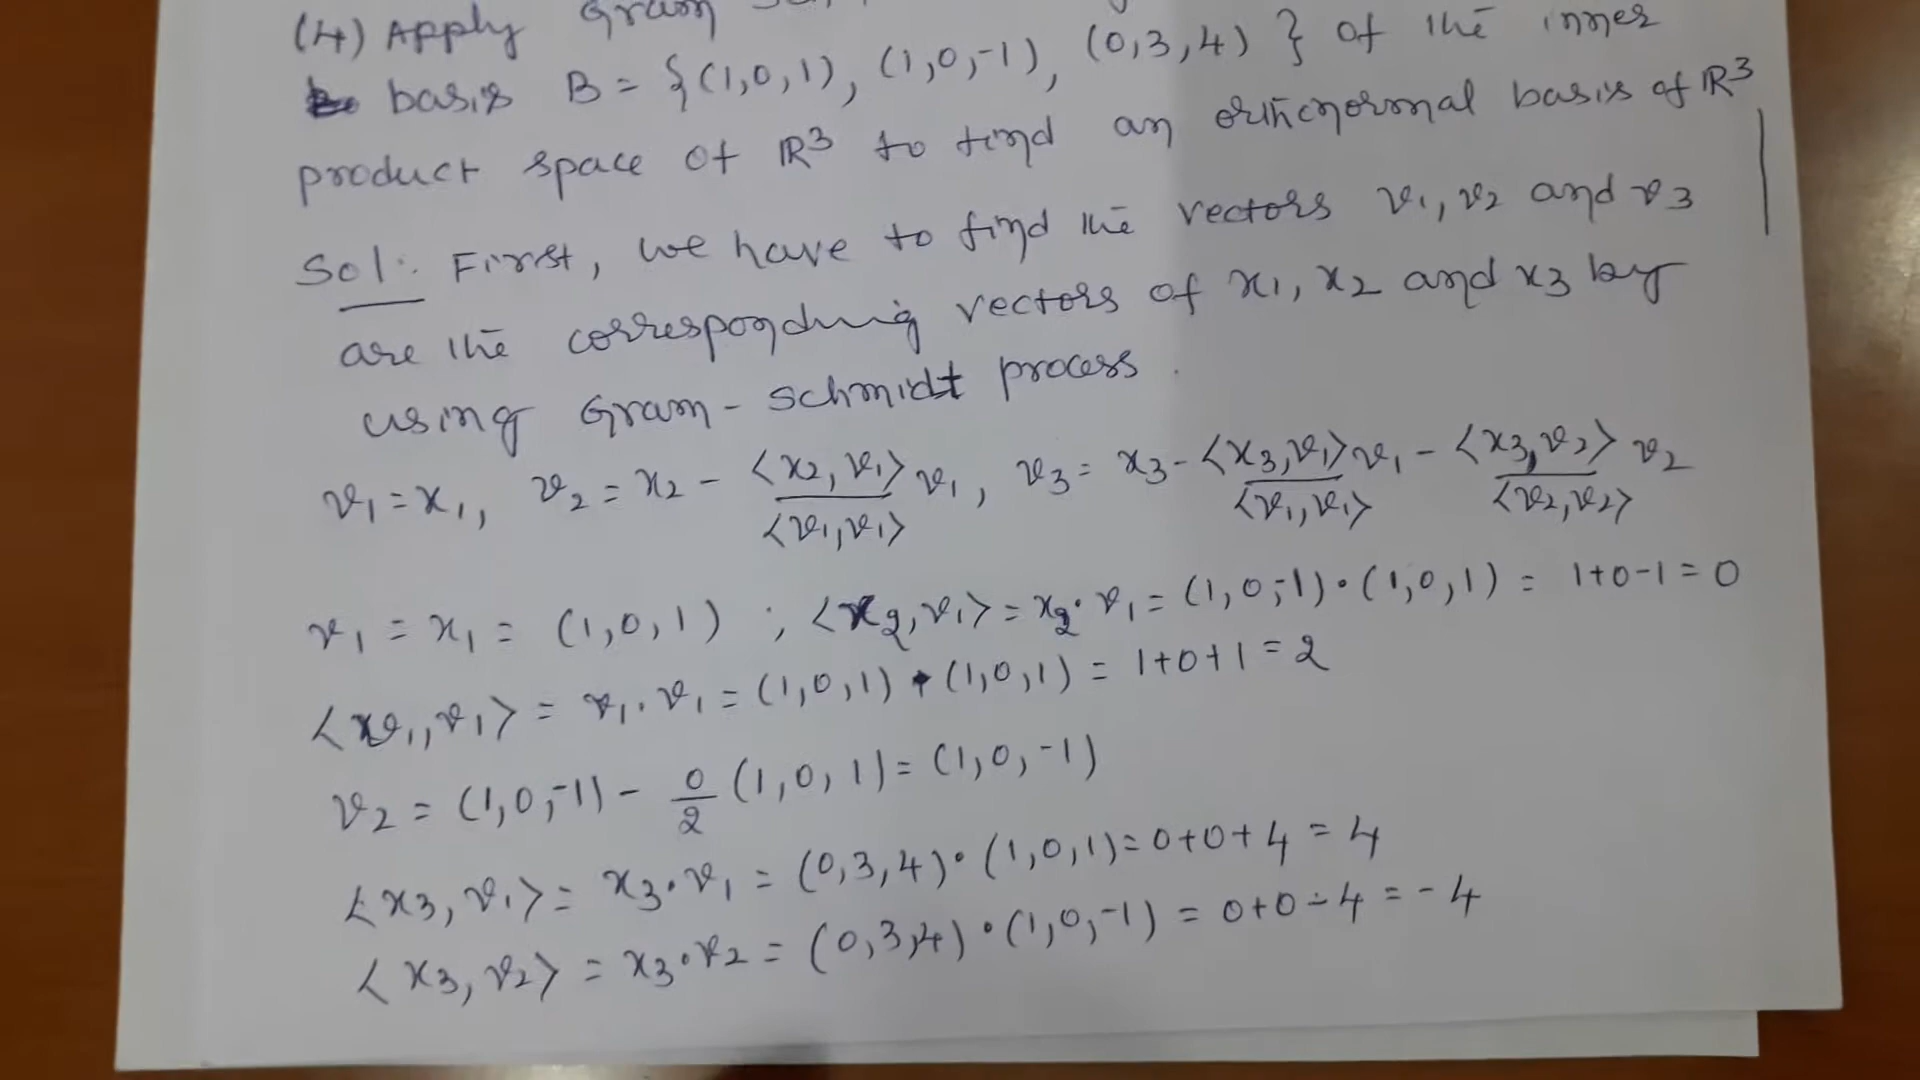 (4) Apply Gram
basis B = {(1,0,1), (1,0,-1), (0,3,4)} of the inner
product space of ℝ³ to find an orthonormal basis of ℝ³
Sol: First, we have to find the vectors v₁, v₂ and v₃
are the corresponding vectors of x₁, x₂ and x₃ by
using Gram - Schmidt process.
v₁ = x₁, v₂ = x₂ - <x₂, v₁>/<v₁, v₁> v₁, v₃ = x₃ - <x₃, v₁>/<v₁, v₁> v₁ - <x₃, v₂>/<v₂, v₂> v₂
v₁ = x₁ = (1,0,1) ; <x₂, v₁> = x₂·v₁ = (1,0,-1)·(1,0,1) = 1+0-1 = 0
<v₁, v₁> = v₁·v₁ = (1,0,1)·(1,0,1) = 1+0+1 = 2
v₂ = (1,0,-1) - 0/2 (1,0,1) = (1,0,-1)
<x₃, v₁> = x₃·v₁ = (0,3,4)·(1,0,1) = 0+0+4 = 4
<x₃, v₂> = x₃·v₂ = (0,3,4)·(1,0,-1) = 0+0-4 = -4